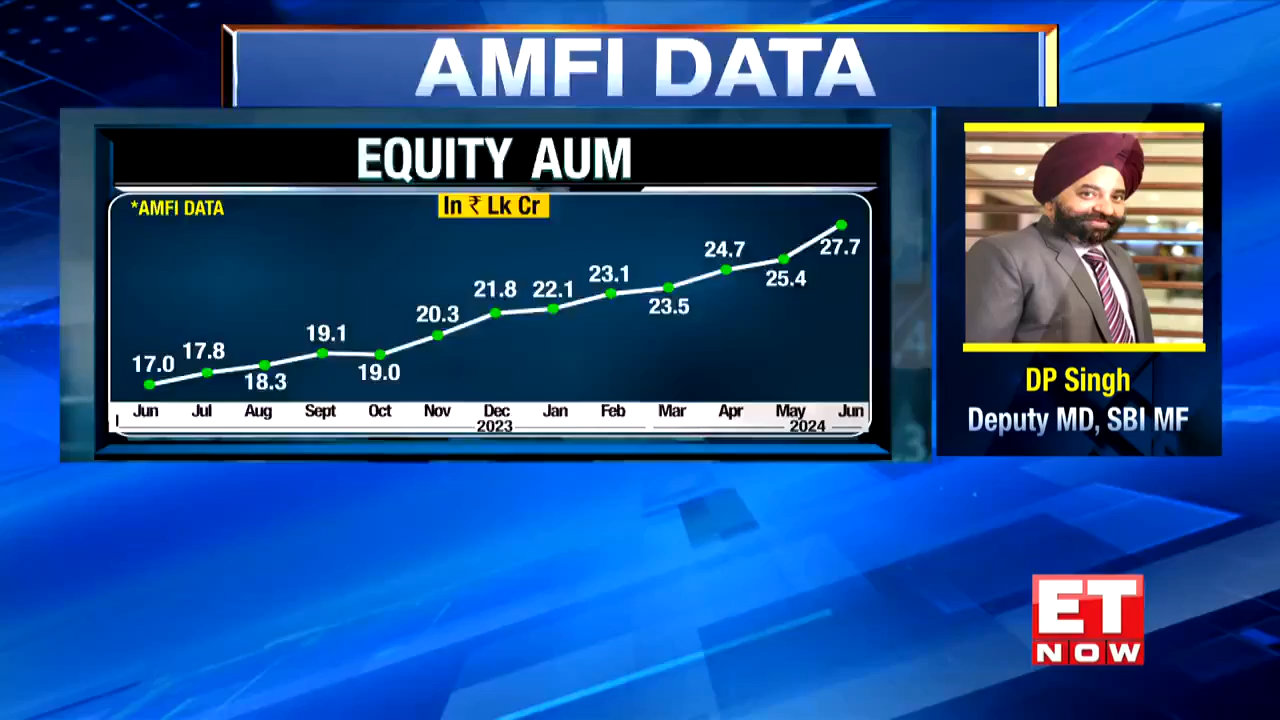 AMFI DATA
EQUITY AUM
*AMFI DATA
In ₹ Lk Cr
17.0 17.8 18.3 19.1 19.0 20.3 21.8 22.1 23.1 23.5 24.7 25.4 27.7
Jun Jul Aug Sept Oct Nov Dec Jan Feb Mar Apr May Jun
2023 2024
DP Singh
Deputy MD, SBI MF
ET
NOW